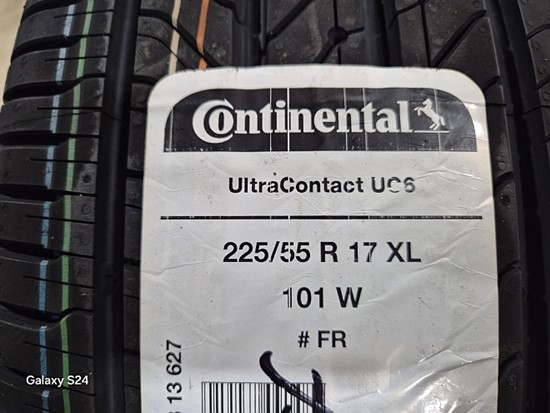 Continental
UltraContact UC6
225/55 R 17 XL
101 W
# FR
13 627
Galaxy S24